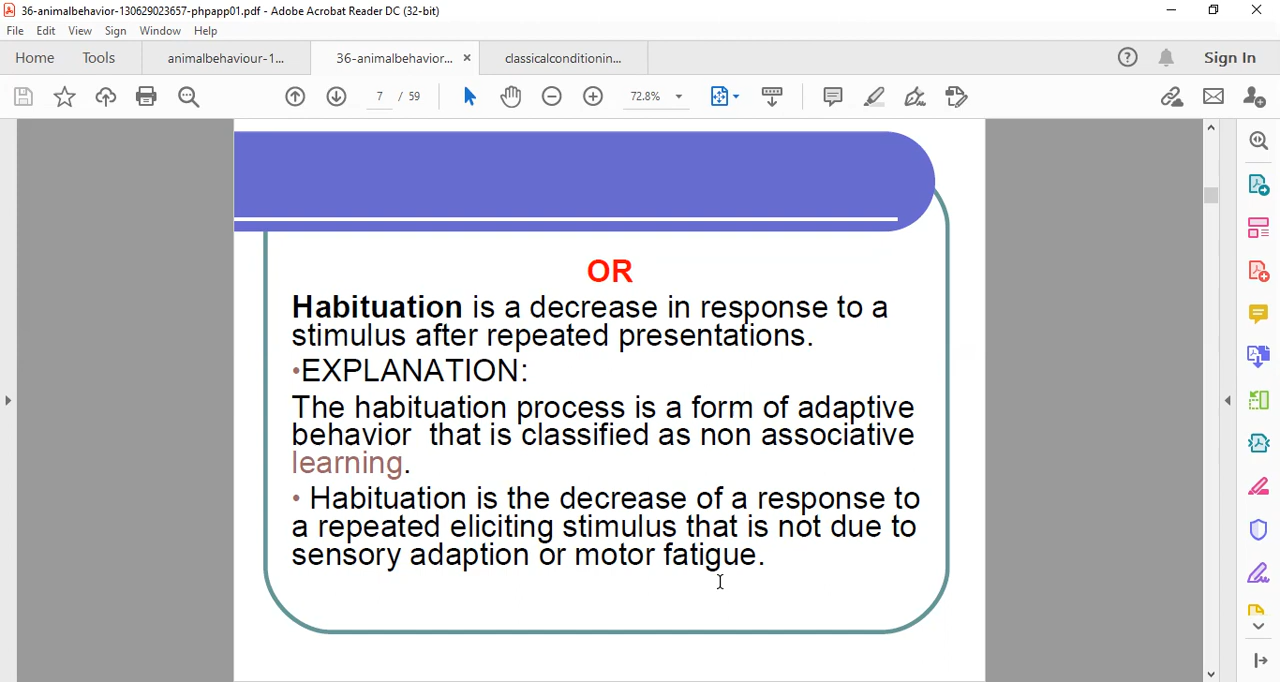 36-animalbehavior-130629023657-phpapp01.pdf - Adobe Acrobat Reader DC (32-bit)
File Edit View Sign Window Help
Home Tools animalbehaviour-1... 36-animalbehavior... × classicalconditionin... Sign In
7 / 59 72.8%
OR
Habituation is a decrease in response to a
stimulus after repeated presentations.
•EXPLANATION:
The habituation process is a form of adaptive
behavior that is classified as non associative
learning.
• Habituation is the decrease of a response to
a repeated eliciting stimulus that is not due to
sensory adaption or motor fatigue.